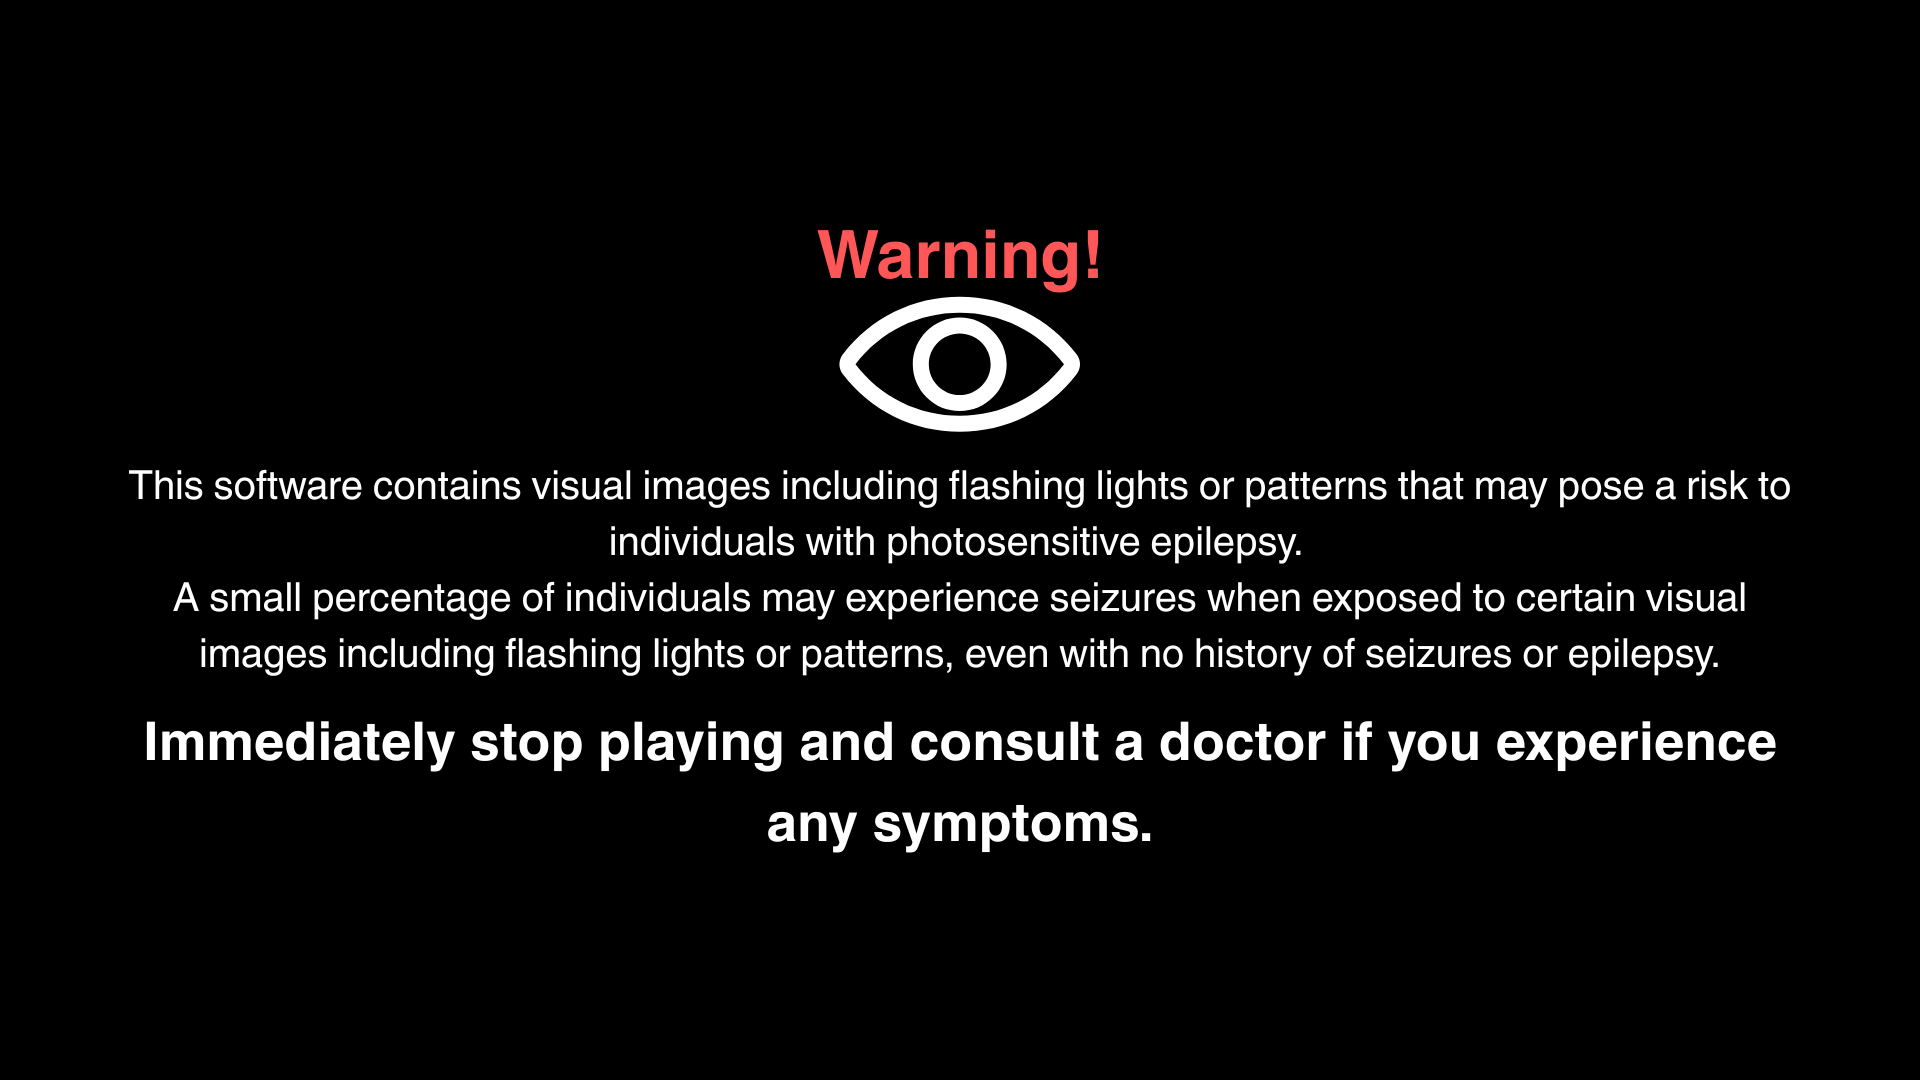 Warning!
This software contains visual images including flashing lights or patterns that may pose a risk to
individuals with photosensitive epilepsy.
A small percentage of individuals may experience seizures when exposed to certain visual
images including flashing lights or patterns, even with no history of seizures or epilepsy.
Immediately stop playing and consult a doctor if you experience
any symptoms.